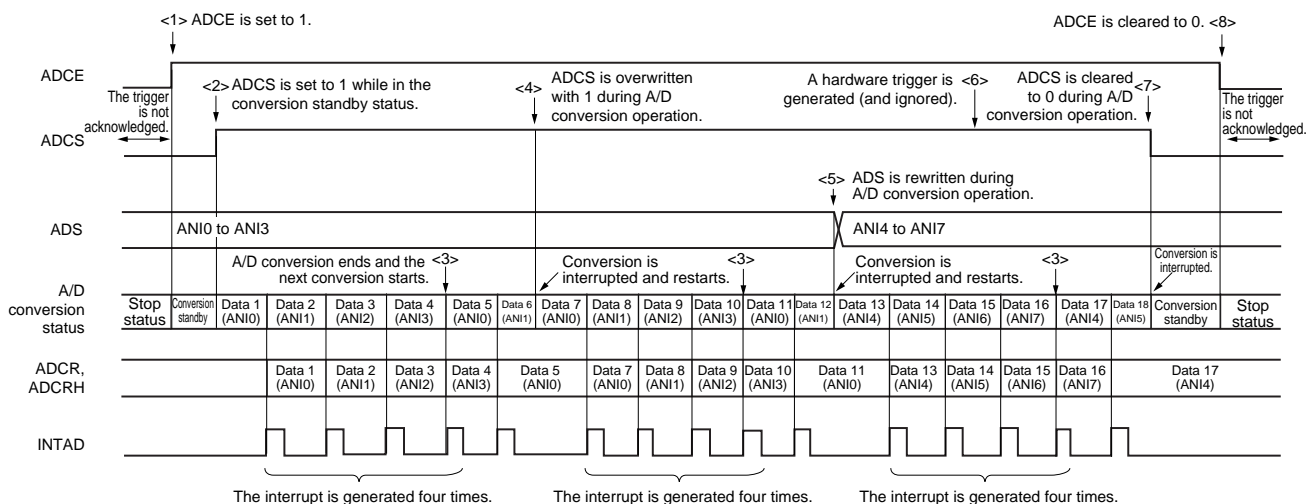 <1> ADCE is set to 1.
ADCE is cleared to 0. <8>
ADCE
The trigger
is not
acknowledged.
<2> ADCS is set to 1 while in the
conversion standby status.
<4> ADCS is overwritten
with 1 during A/D
conversion operation.
A hardware trigger is <6>
generated (and ignored).
ADCS is cleared
to 0 during A/D <7>
conversion operation.
The trigger
is not
acknowledged.
ADCS
<5> ADS is rewritten during
A/D conversion operation.
ADS
ANI0 to ANI3
ANI4 to ANI7
A/D conversion ends and the <3>
next conversion starts.
Conversion is
interrupted and restarts.
<3>
Conversion is
interrupted and restarts.
<3>
Conversion is
interrupted.
A/D
conversion
status
Stop
status
Conversion
standby
Data 1
(ANI0)
Data 2
(ANI1)
Data 3
(ANI2)
Data 4
(ANI3)
Data 5
(ANI0)
Data 6
(ANI1)
Data 7
(ANI0)
Data 8
(ANI1)
Data 9
(ANI2)
Data 10
(ANI3)
Data 11
(ANI0)
Data 12
(ANI1)
Data 13
(ANI4)
Data 14
(ANI5)
Data 15
(ANI6)
Data 16
(ANI7)
Data 17
(ANI4)
Data 18
(ANI5)
Conversion
standby
Stop
status
ADCR,
ADCRH
Data 1
(ANI0)
Data 2
(ANI1)
Data 3
(ANI2)
Data 4
(ANI3)
Data 5
(ANI0)
Data 7
(ANI0)
Data 8
(ANI1)
Data 9
(ANI2)
Data 10
(ANI3)
Data 11
(ANI0)
Data 13
(ANI4)
Data 14
(ANI5)
Data 15
(ANI6)
Data 16
(ANI7)
Data 17
(ANI4)
INTAD
The interrupt is generated four times.
The interrupt is generated four times.
The interrupt is generated four times.